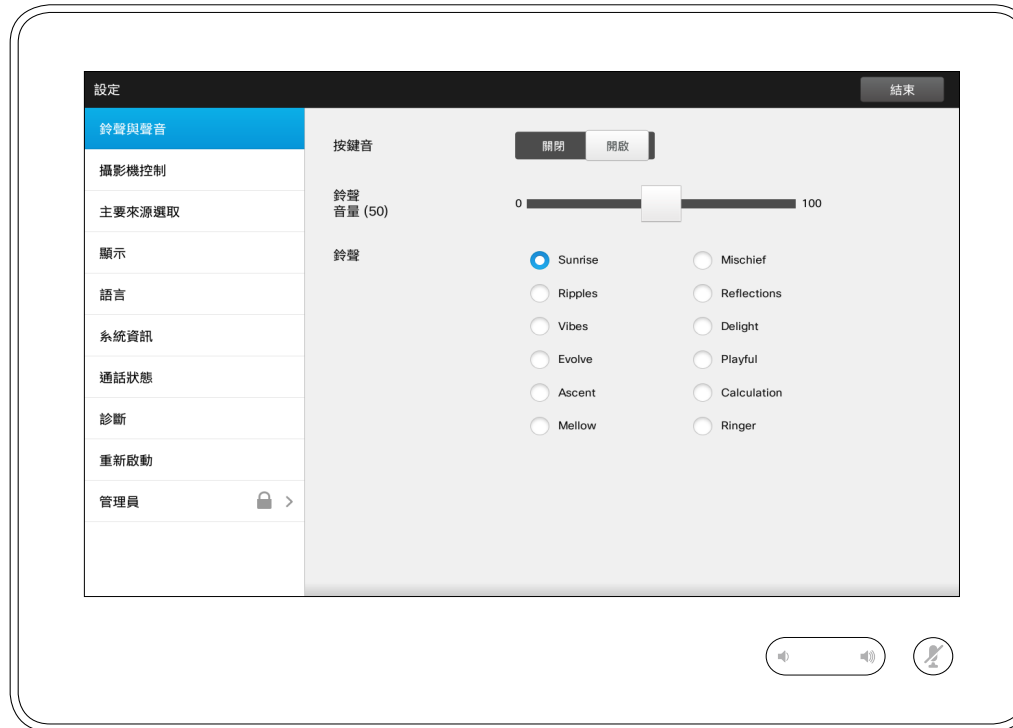 設定
結束
鈴聲與聲音
攝影機控制
主要來源選取
顯示
語言
系統資訊
通話狀態
診斷
重新啟動
管理員
按鍵音
關閉 開啟
鈴聲
音量 (50)
0 100
鈴聲
Sunrise Mischief
Ripples Reflections
Vibes Delight
Evolve Playful
Ascent Calculation
Mellow Ringer